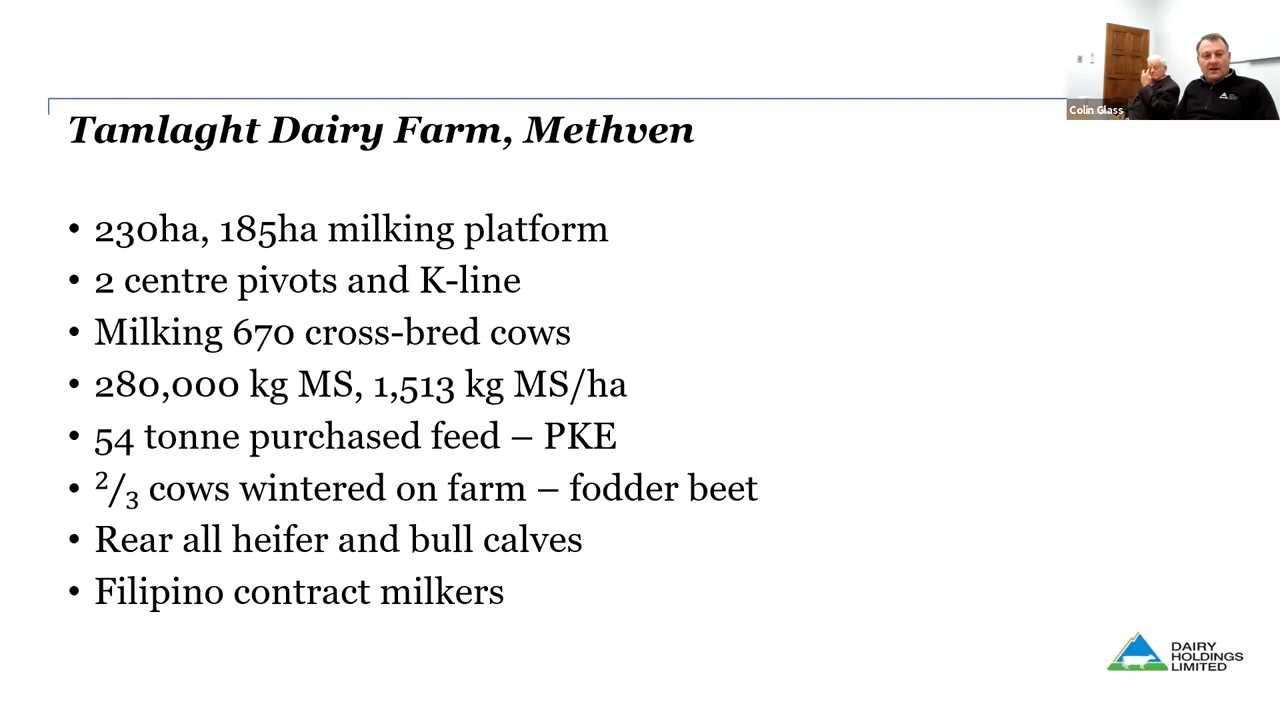 Colin Glass
Tamlaght Dairy Farm, Methven
• 230ha, 185ha milking platform
• 2 centre pivots and K-line
• Milking 670 cross-bred cows
• 280,000 kg MS, 1,513 kg MS/ha
• 54 tonne purchased feed – PKE
• 2/3 cows wintered on farm – fodder beet
• Rear all heifer and bull calves
• Filipino contract milkers
DAIRY
HOLDINGS
LIMITED